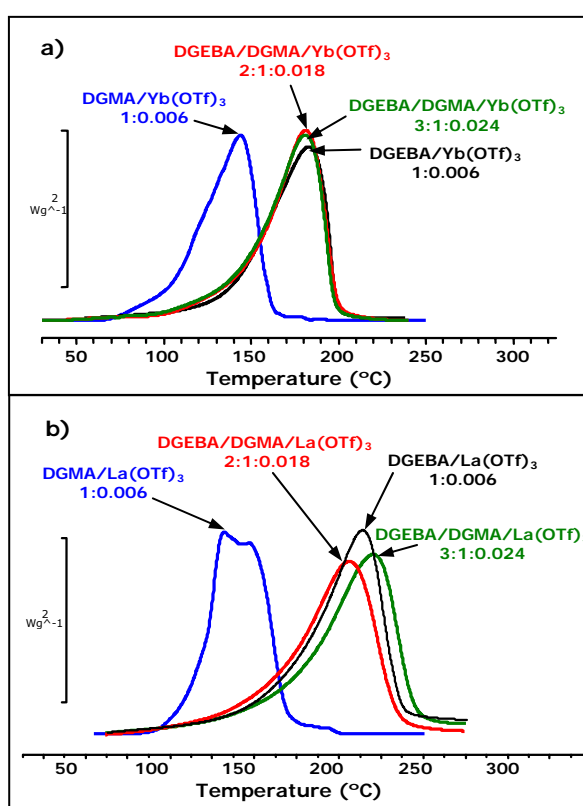 a)
DGEBA/DGMA/Yb(OTf)3
2:1:0.018
DGMA/Yb(OTf)3
1:0.006
DGEBA/DGMA/Yb(OTf)3
3:1:0.024
DGEBA/Yb(OTf)3
1:0.006
2
Wg^-1
50 100 150 200 250 300
Temperature (ºC)
b)
DGEBA/DGMA/La(OTf)3
2:1:0.018
DGEBA/La(OTf)3
1:0.006
DGMA/La(OTf)3
1:0.006
DGEBA/DGMA/La(OTf)
3:1:0.024
2
Wg^-1
50 100 150 200 250 300
Temperature (ºC)